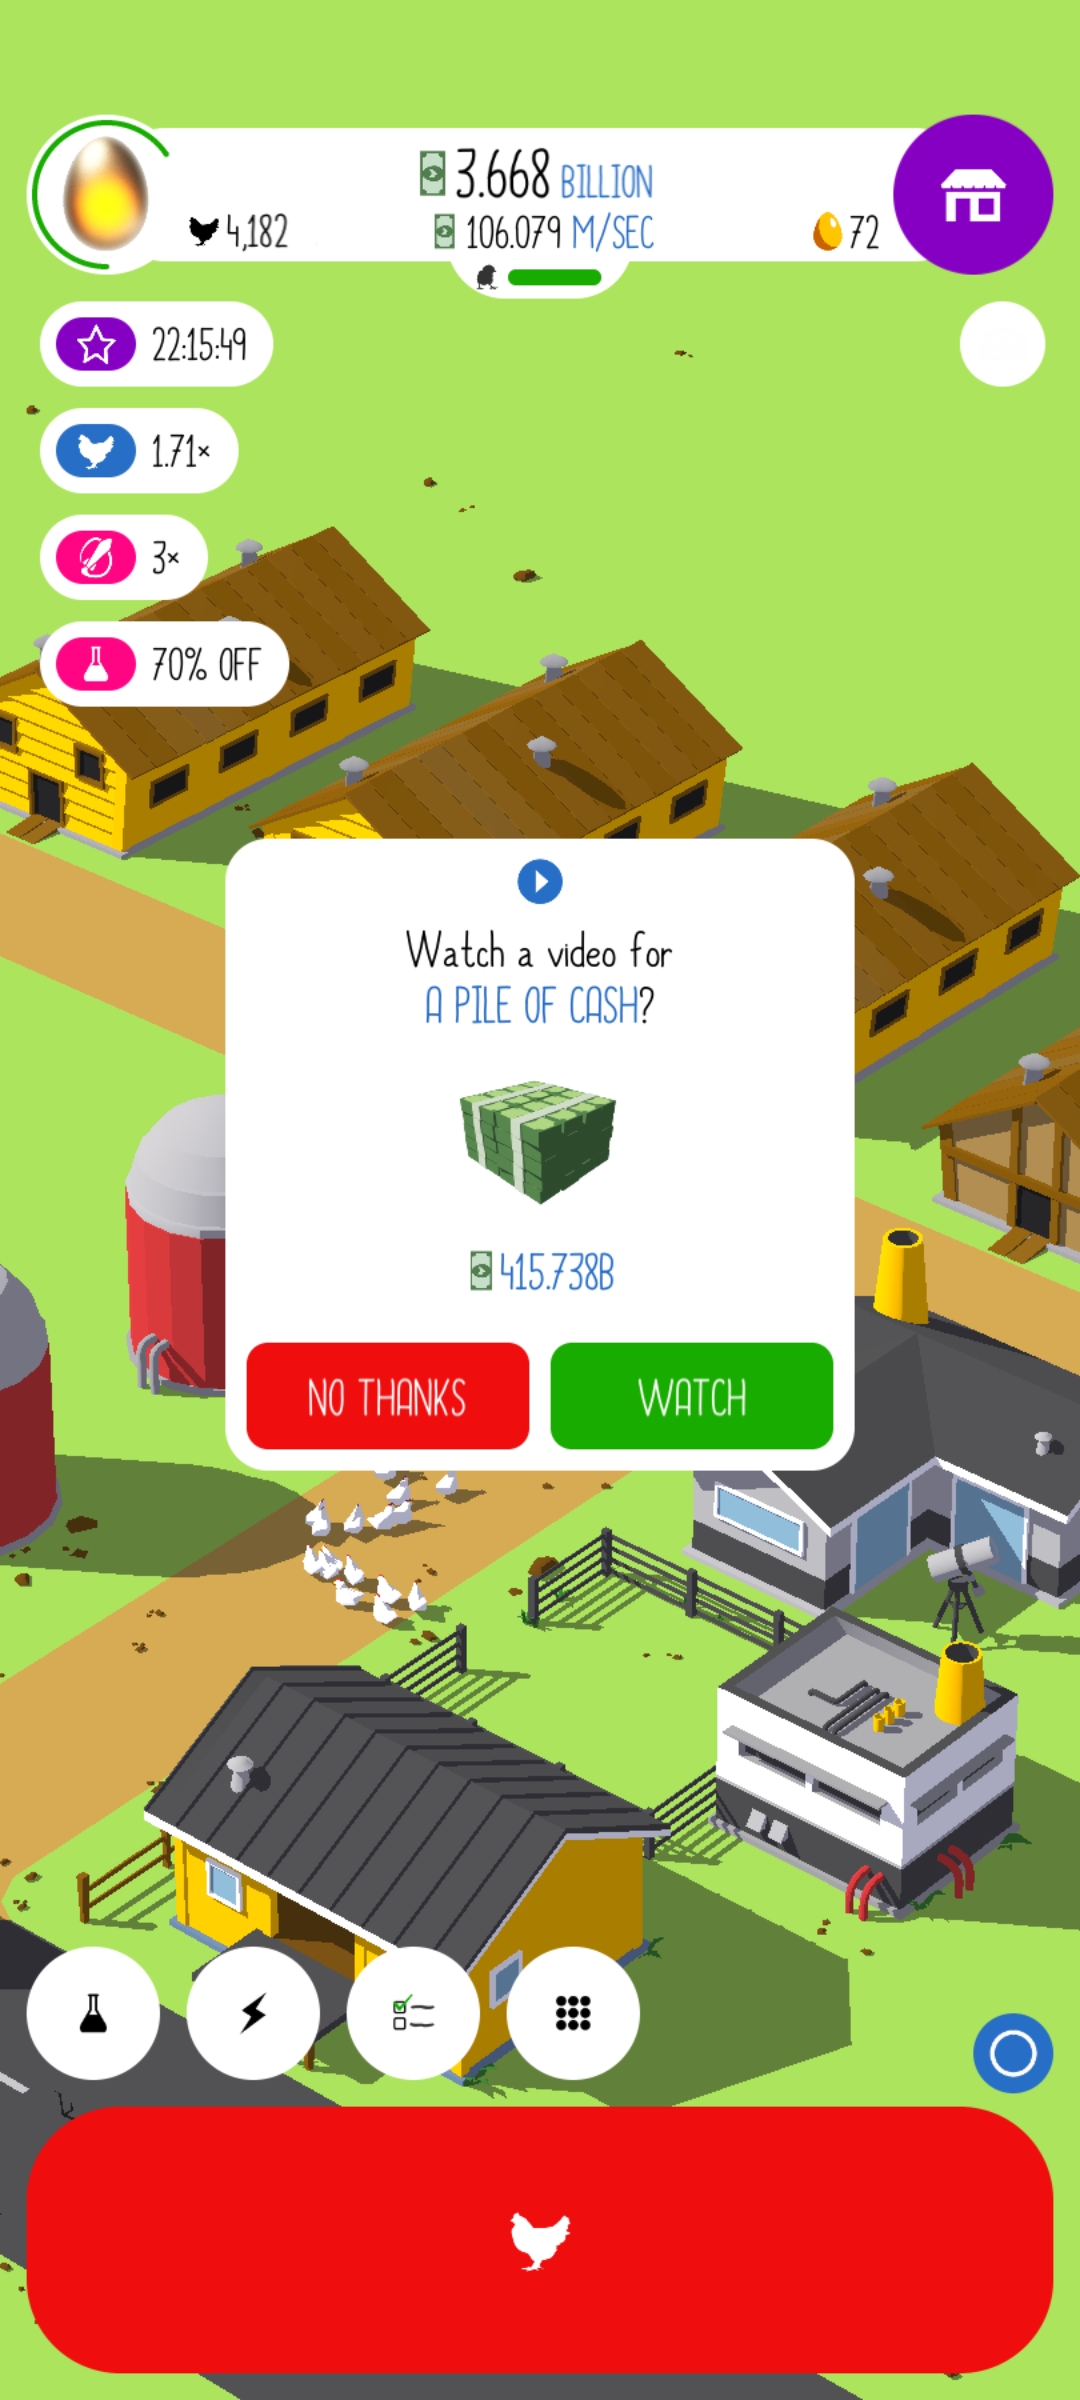 3.668 BILLION
4,182
106.079 M/SEC
72
22:15:49
1.71×
3×
70% OFF
Watch a video for
A PILE OF CASH?
415.738B
NO THANKS
WATCH